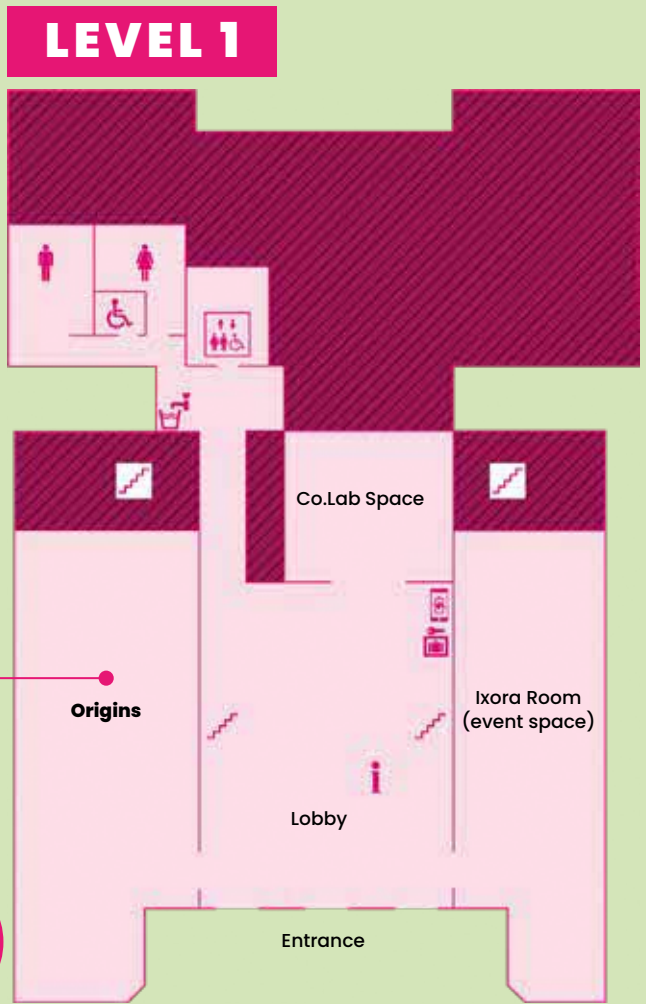 LEVEL 1
Co.Lab Space
Origins
Ixora Room
(event space)
Lobby
Entrance